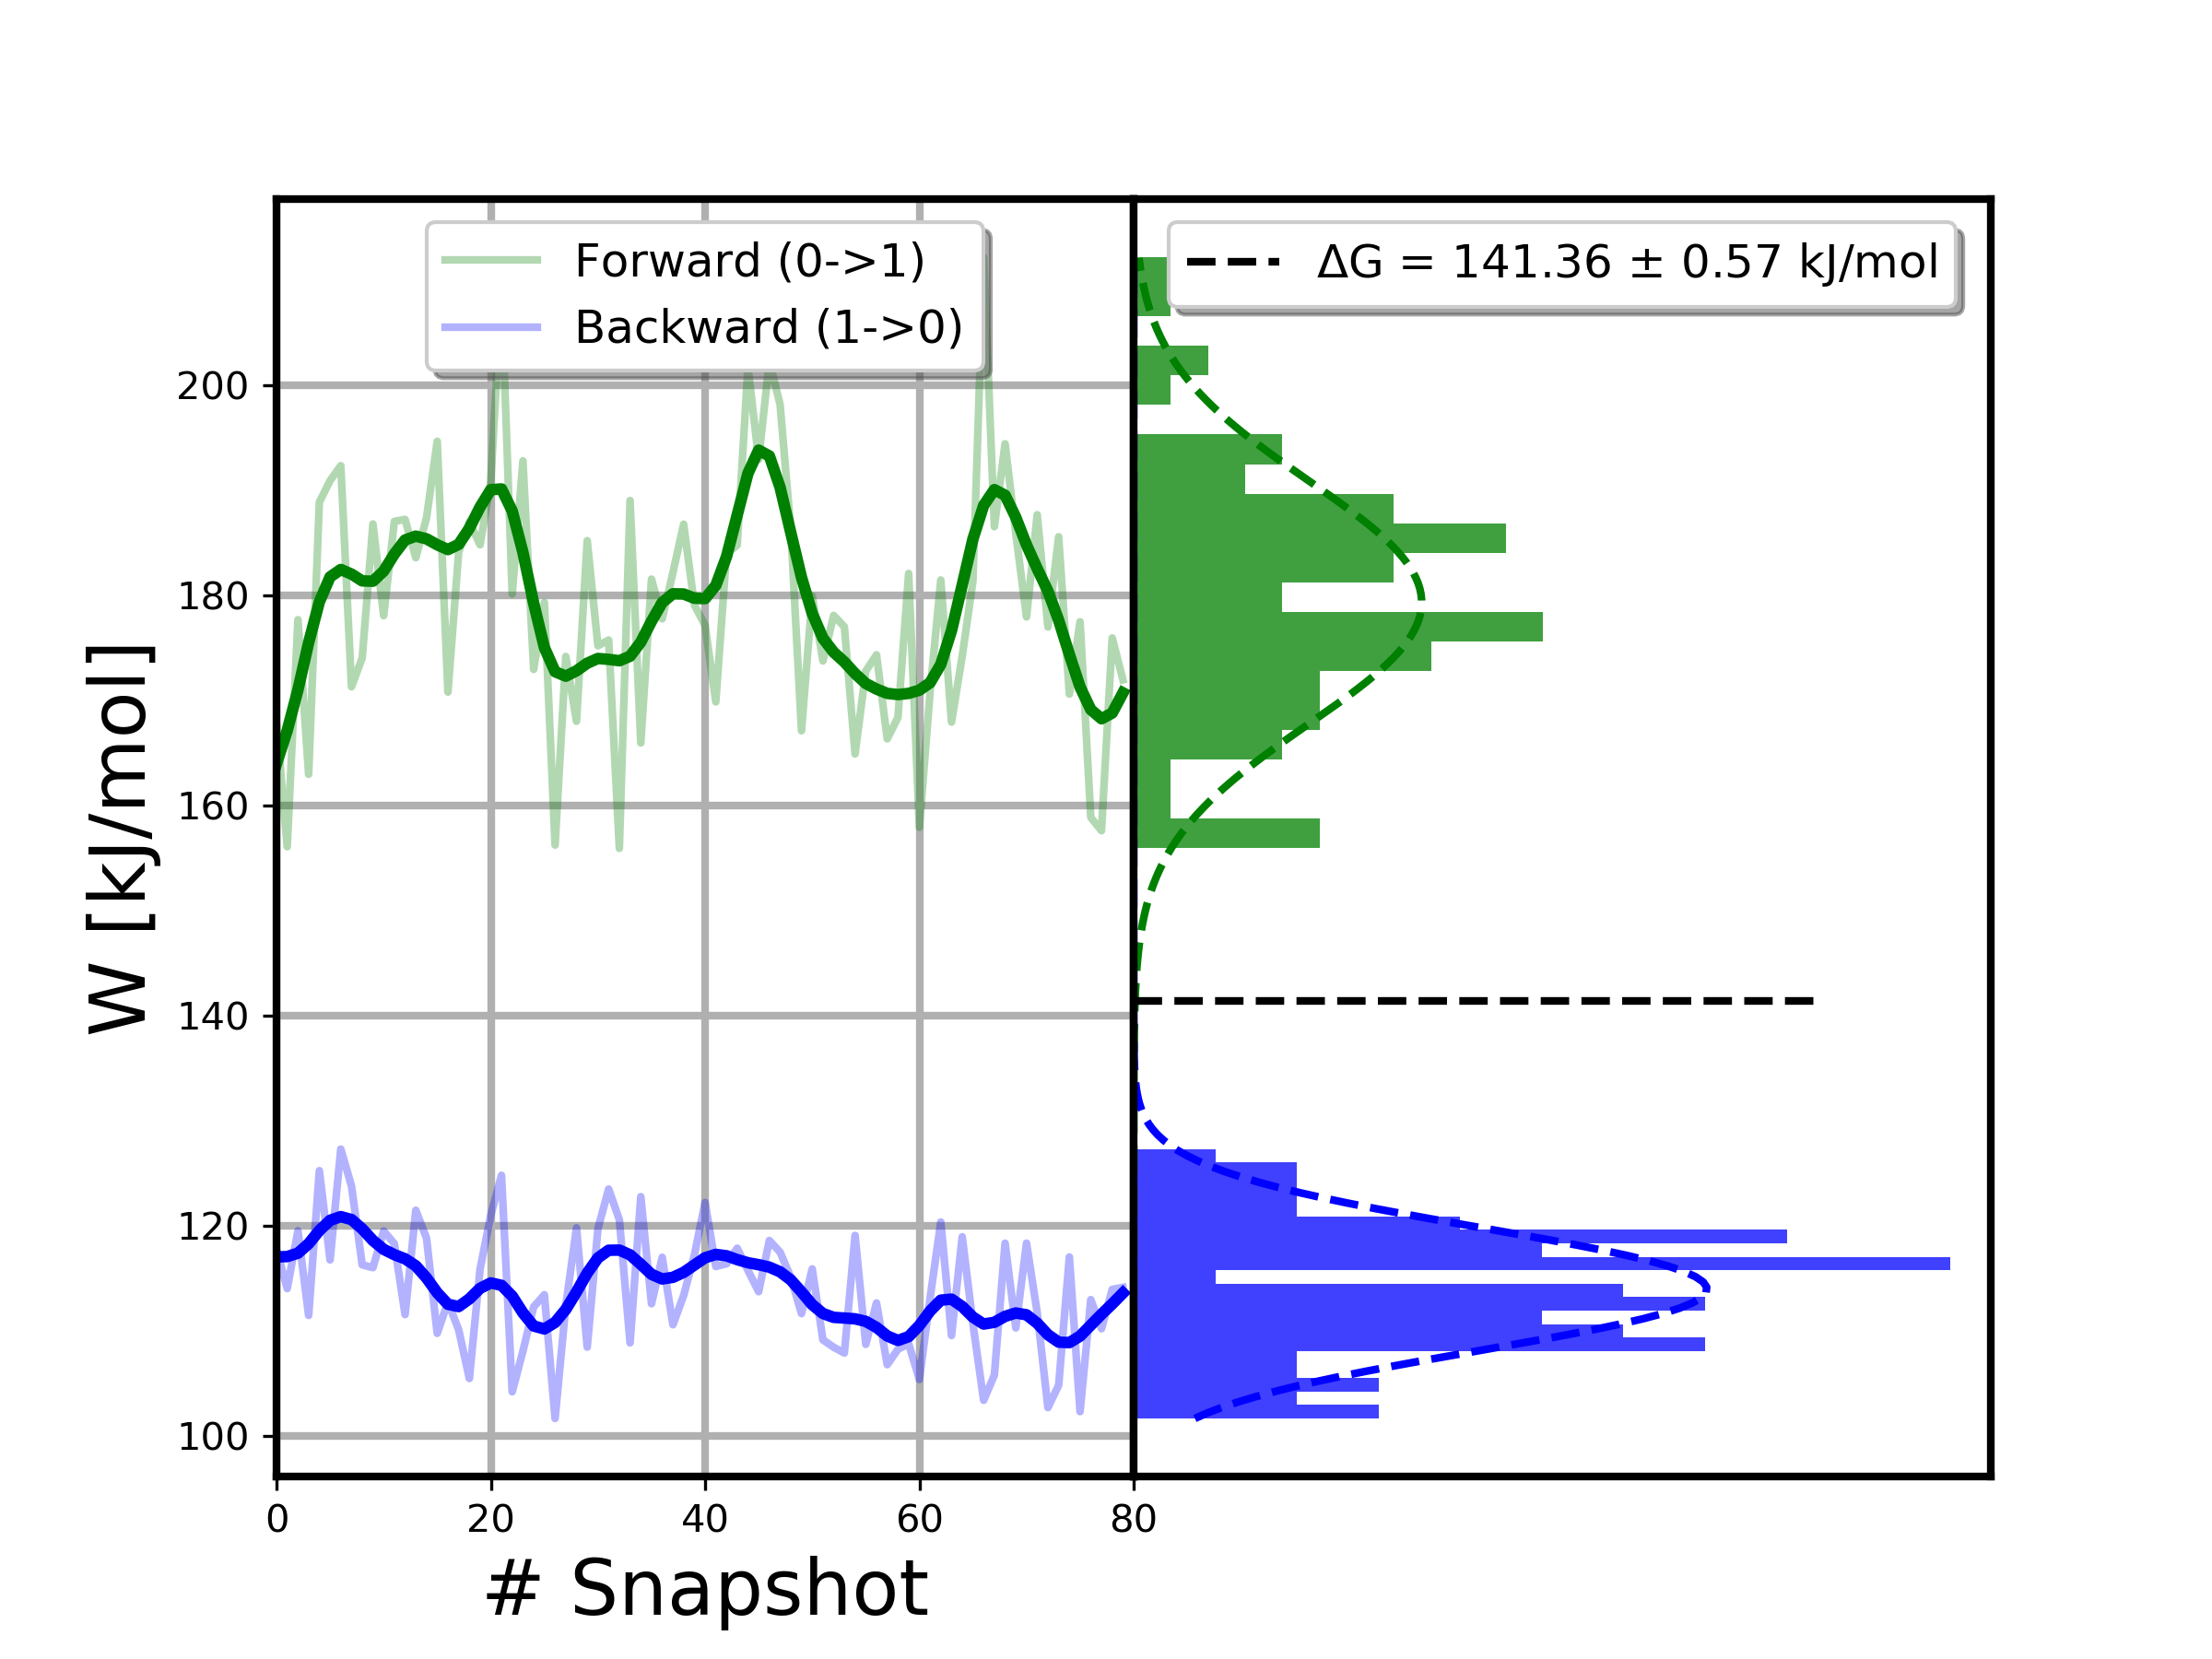 Forward (0->1)
Backward (1->0)
ΔG = 141.36 ± 0.57 kJ/mol
W [kJ/mol]
200
180
160
140
120
100
0 20 40 60 80
# Snapshot